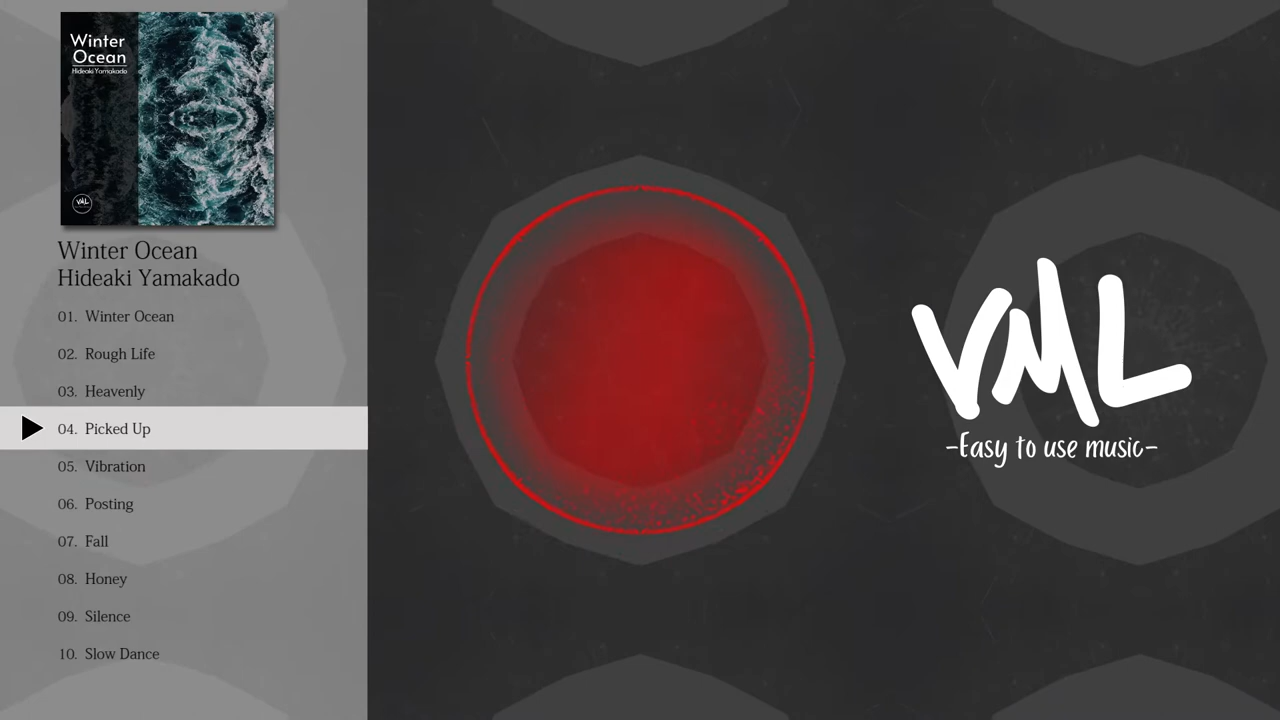 Winter
Ocean
Hideaki Yamakado
VML
Winter Ocean
Hideaki Yamakado
01. Winter Ocean
02. Rough Life
03. Heavenly
04. Picked Up
05. Vibration
06. Posting
07. Fall
08. Honey
09. Silence
10. Slow Dance
VML
-Easy to use music-